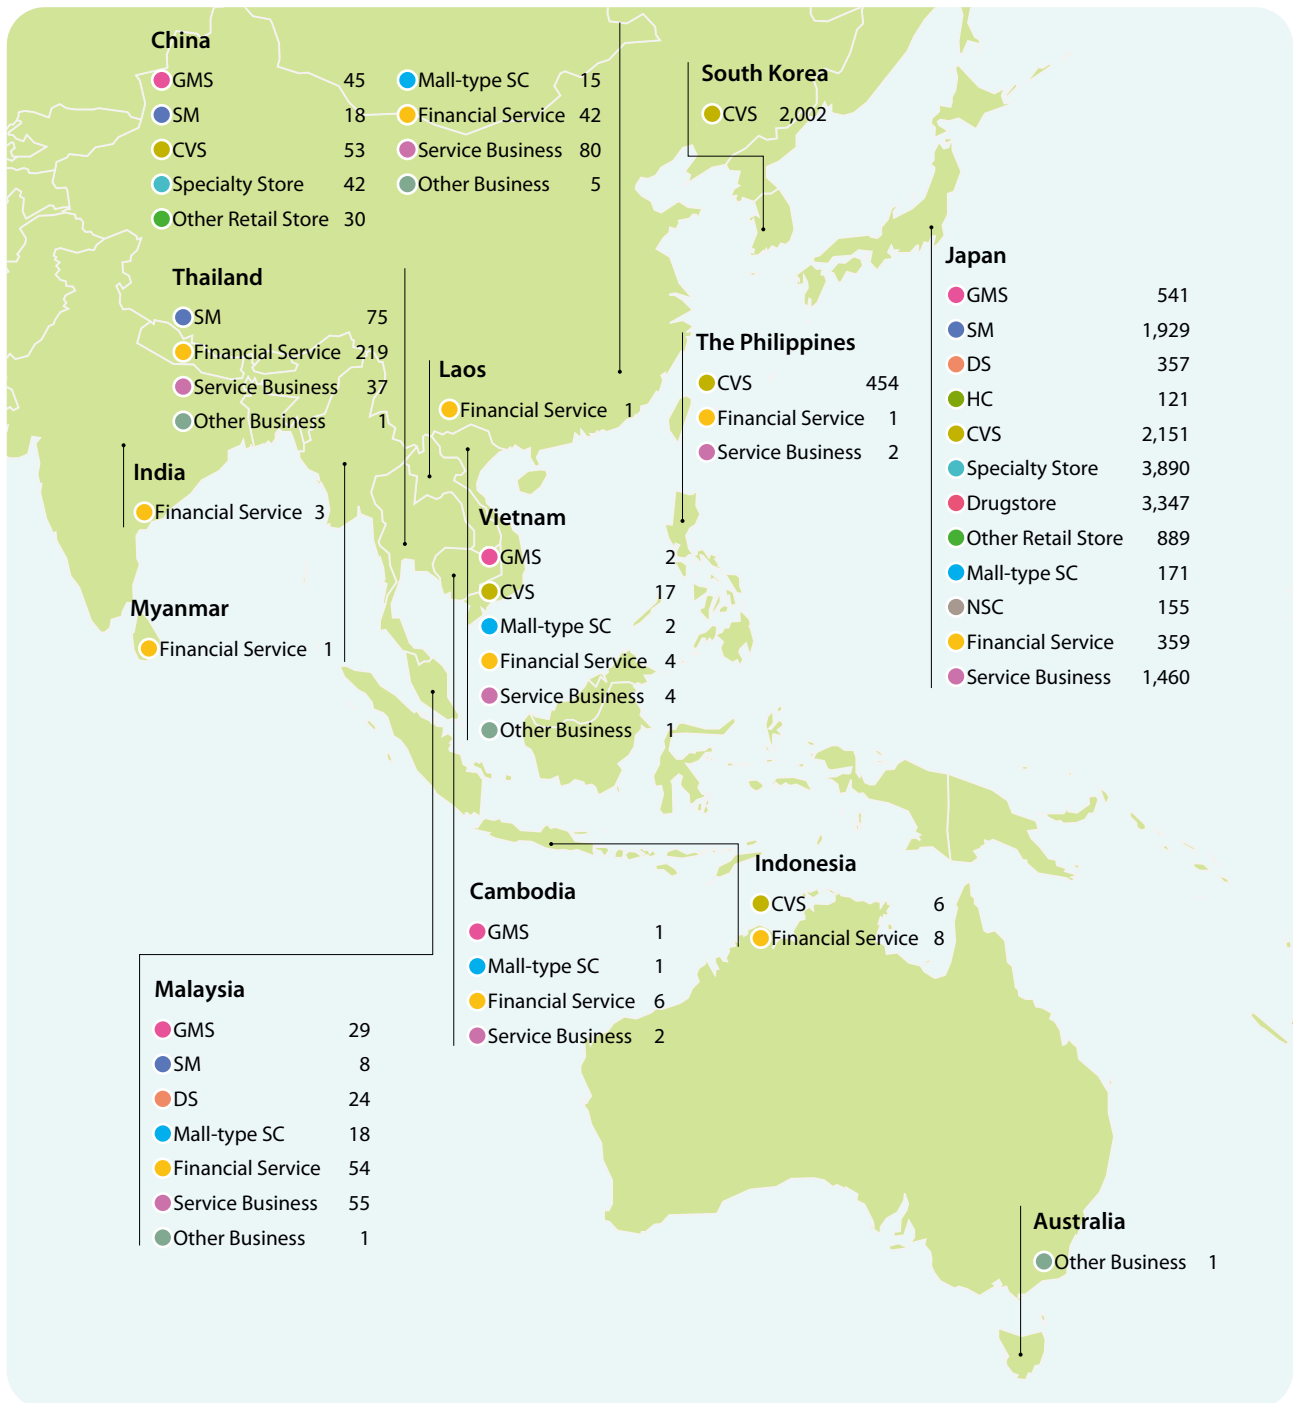 China
GMS 45
SM 18
CVS 53
Specialty Store 42
Other Retail Store 30
Mall-type SC 15
Financial Service 42
Service Business 80
Other Business 5
South Korea
CVS 2,002
Japan
GMS 541
SM 1,929
DS 357
HC 121
CVS 2,151
Specialty Store 3,890
Drugstore 3,347
Other Retail Store 889
Mall-type SC 171
NSC 155
Financial Service 359
Service Business 1,460
Thailand
SM 75
Financial Service 219
Service Business 37
Other Business 1
Laos
Financial Service 1
The Philippines
CVS 454
Financial Service 1
Service Business 2
India
Financial Service 3
Vietnam
GMS 2
CVS 17
Mall-type SC 2
Financial Service 4
Service Business 4
Other Business 1
Myanmar
Financial Service 1
Indonesia
CVS 6
Financial Service 8
Cambodia
GMS 1
Mall-type SC 1
Financial Service 6
Service Business 2
Malaysia
GMS 29
SM 8
DS 24
Mall-type SC 18
Financial Service 54
Service Business 55
Other Business 1
Australia
Other Business 1